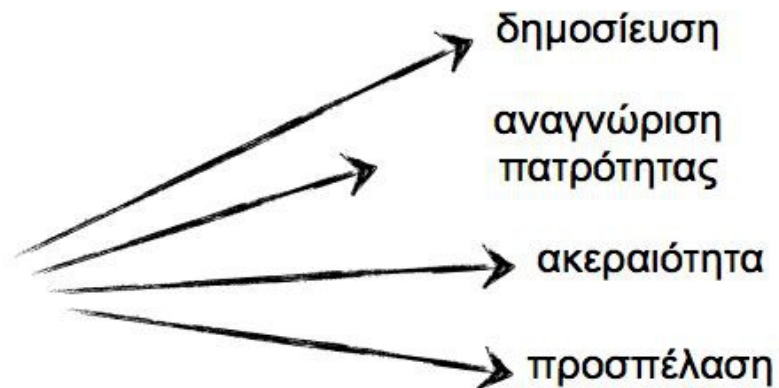 δημοσίευση
αναγνώριση
πατρότητας
ακεραιότητα
προσπέλαση